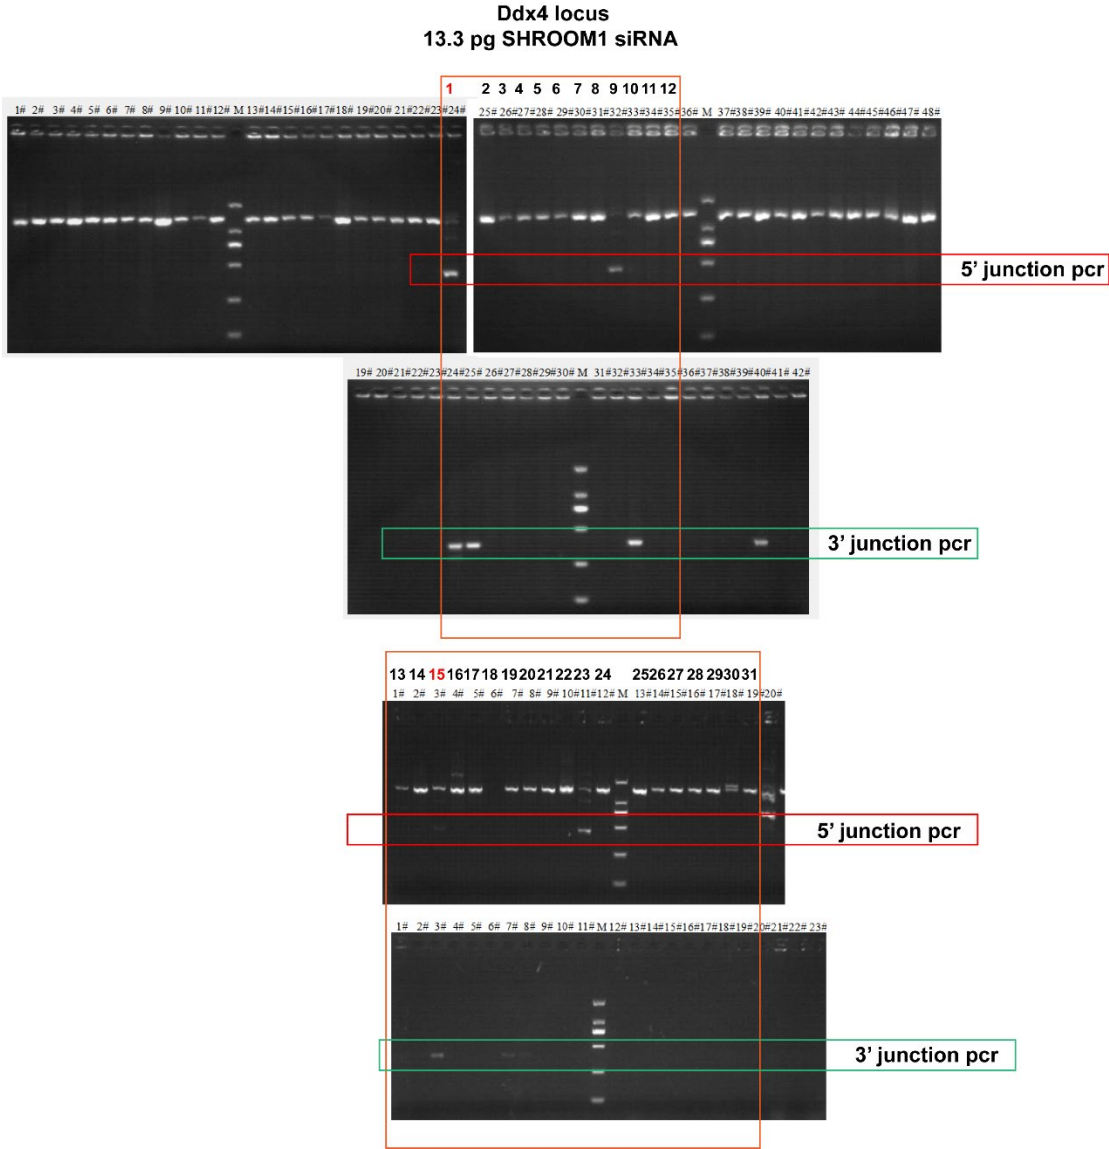 Ddx4 locus
13.3 pg SHROOM1 siRNA
1 2 3 4 5 6 7 8 9 10 11 12
1# 2# 3# 4# 5# 6# 7# 8# 9# 10# 11# 12# M 13# 14# 15# 16# 17# 18# 19# 20# 21# 22# 23# 24#
25# 26# 27# 28# 29# 30# 31# 32# 33# 34# 35# 36# M 37# 38# 39# 40# 41# 42# 43# 44# 45# 46# 47# 48#
5’ junction pcr
19# 20# 21# 22# 23# 24# 25# 26# 27# 28# 29# 30# M 31# 32# 33# 34# 35# 36# 37# 38# 39# 40# 41# 42#
3’ junction pcr
13 14 15 16 17 18 19 20 21 22 23 24 25 26 27 28 29 30 31
1# 2# 3# 4# 5# 6# 7# 8# 9# 10# 11# 12# M 13# 14# 15# 16# 17# 18# 19# 20#
5’ junction pcr
1# 2# 3# 4# 5# 6# 7# 8# 9# 10# 11# M 12# 13# 14# 15# 16# 17# 18# 19# 20# 21# 22# 23#
3’ junction pcr